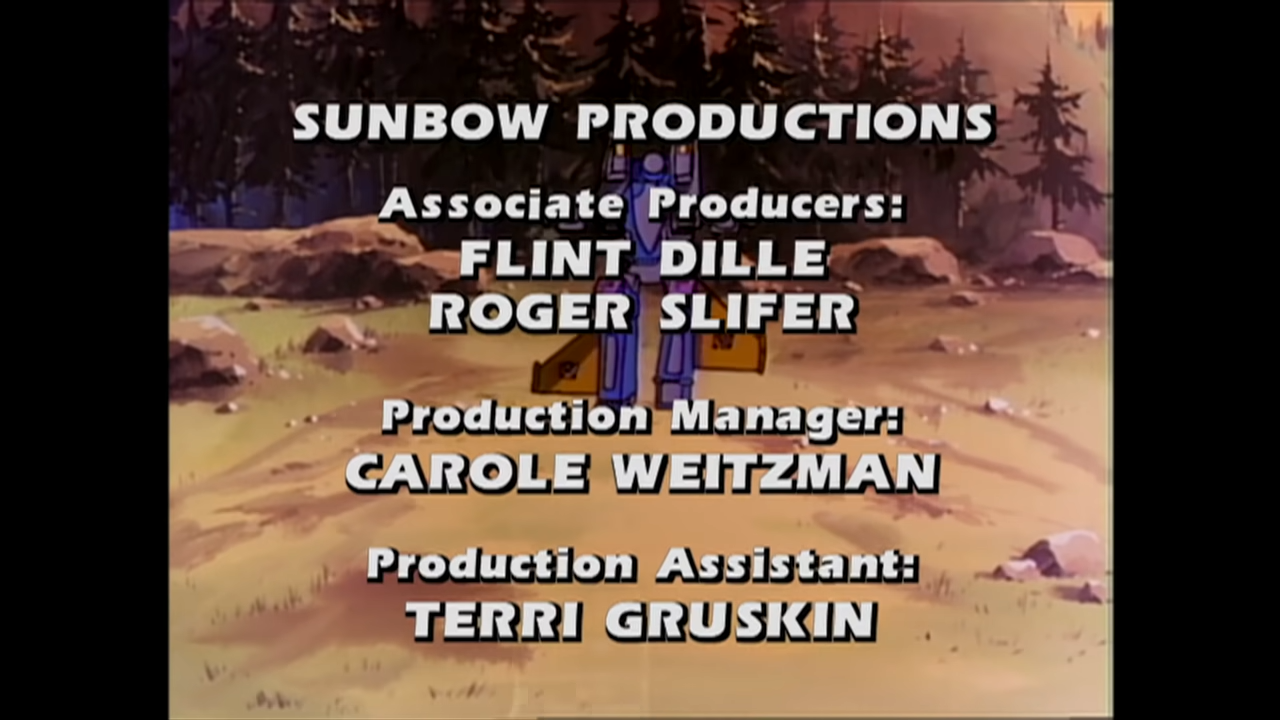 SUNBOW PRODUCTIONS
Associate Producers:
FLINT DILLE
ROGER SLIFER
Production Manager:
CAROLE WEITZMAN
Production Assistant:
TERRI GRUSKIN